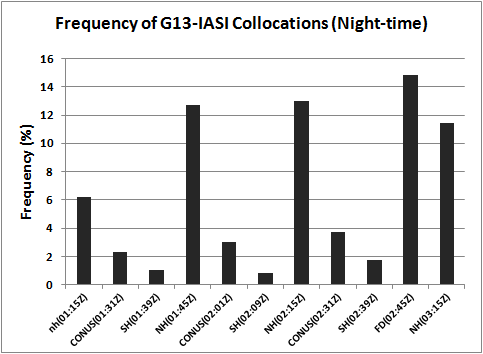 Frequency of G13-IASI Collocations (Night-time)
Frequency (%)
16
14
12
10
8
6
4
2
0
nh(01:15Z)
CONUS(01:31Z)
SH(01:39Z)
NH(01:45Z)
CONUS(02:01Z)
SH(02:09Z)
NH(02:15Z)
CONUS(02:31Z)
SH(02:39Z)
FD(02:45Z)
NH(03:15Z)